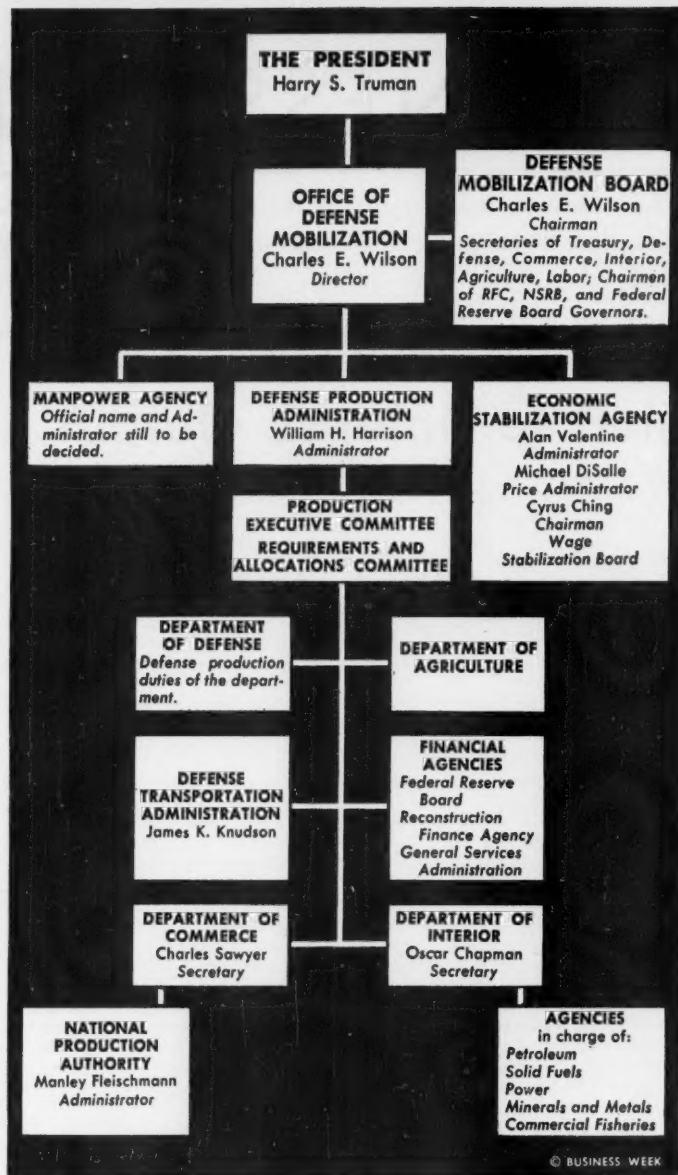 THE PRESIDENT
Harry S. Truman
OFFICE OF
DEFENSE
MOBILIZATION
Charles E. Wilson
Director
DEFENSE
MOBILIZATION BOARD
Charles E. Wilson
Chairman
Secretaries of Treasury, De-
fense, Commerce, Interior,
Agriculture, Labor; Chairmen
of RFC, NSRB, and Federal
Reserve Board Governors.
MANPOWER AGENCY
Official name and Ad-
ministrator still to be
decided.
DEFENSE PRODUCTION
ADMINISTRATION
William H. Harrison
Administrator
ECONOMIC
STABILIZATION AGENCY
Alan Valentine
Administrator
Michael DiSalle
Price Administrator
Cyrus Ching
Chairman
Wage
Stabilization Board
PRODUCTION
EXECUTIVE COMMITTEE
REQUIREMENTS AND
ALLOCATIONS COMMITTEE
DEPARTMENT
OF DEFENSE
Defense production
duties of the depart-
ment.
DEPARTMENT OF
AGRICULTURE
DEFENSE
TRANSPORTATION
ADMINISTRATION
James K. Knudson
FINANCIAL
AGENCIES
Federal Reserve
Board
Reconstruction
Finance Agency
General Services
Administration
DEPARTMENT OF
COMMERCE
Charles Sawyer
Secretary
DEPARTMENT OF
INTERIOR
Oscar Chapman
Secretary
NATIONAL
PRODUCTION
AUTHORITY
Manley Fleischmann
Administrator
AGENCIES
in charge of:
Petroleum
Solid Fuels
Power
Minerals and Metals
Commercial Fisheries
© BUSINESS WEEK